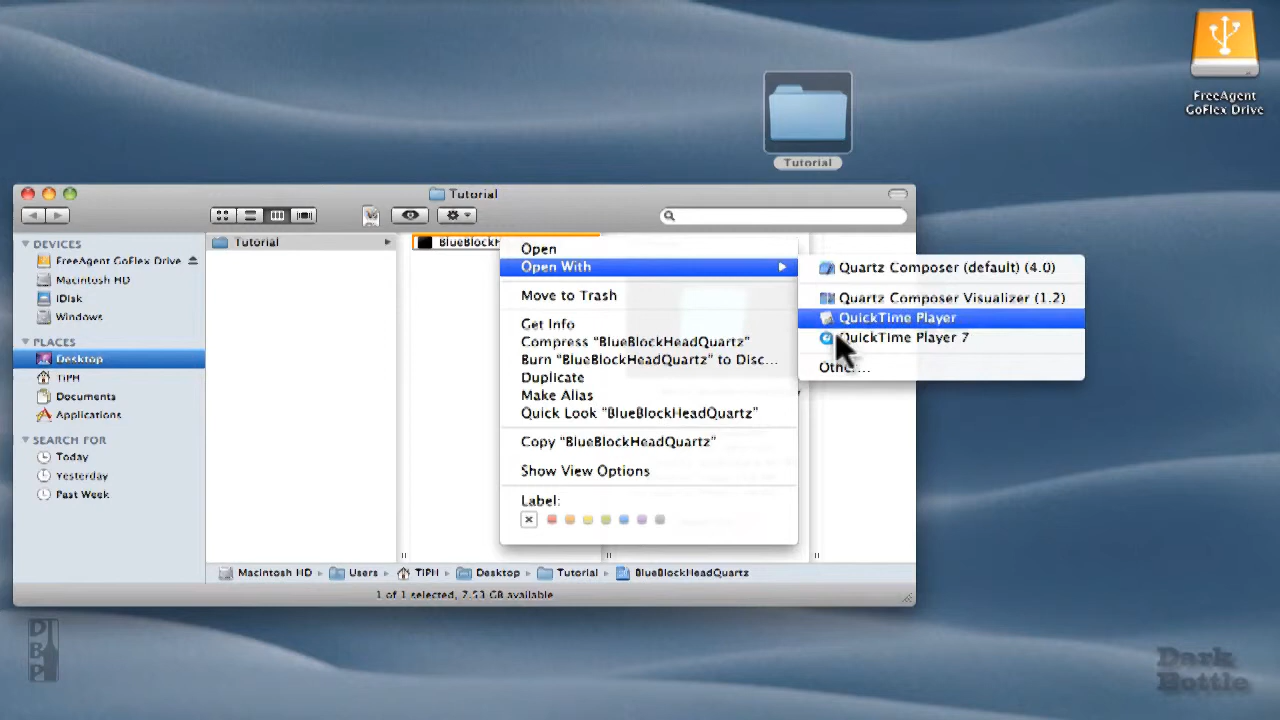 FreeAgent
GoFlex Drive
Tutorial
Tutorial
DEVICES
FreeAgent GoFlex Drive
Macintosh HD
iDisk
Windows
PLACES
Desktop
TiPH
Documents
Applications
SEARCH FOR
Today
Yesterday
Past Week
Tutorial
BlueBlockH
Open
Open With
Move to Trash
Get Info
Compress "BlueBlockHeadQuartz"
Burn "BlueBlockHeadQuartz" to Disc...
Duplicate
Make Alias
Quick Look "BlueBlockHeadQuartz"
Copy "BlueBlockHeadQuartz"
Show View Options
Label:
Quartz Composer (default) (4.0)
Quartz Composer Visualizer (1.2)
QuickTime Player
QuickTime Player 7
Other...
Macintosh HD Users TiPH Desktop Tutorial BlueBlockHeadQuartz
1 of 1 selected, 7.53 GB available
DBP
Dark
Bottle